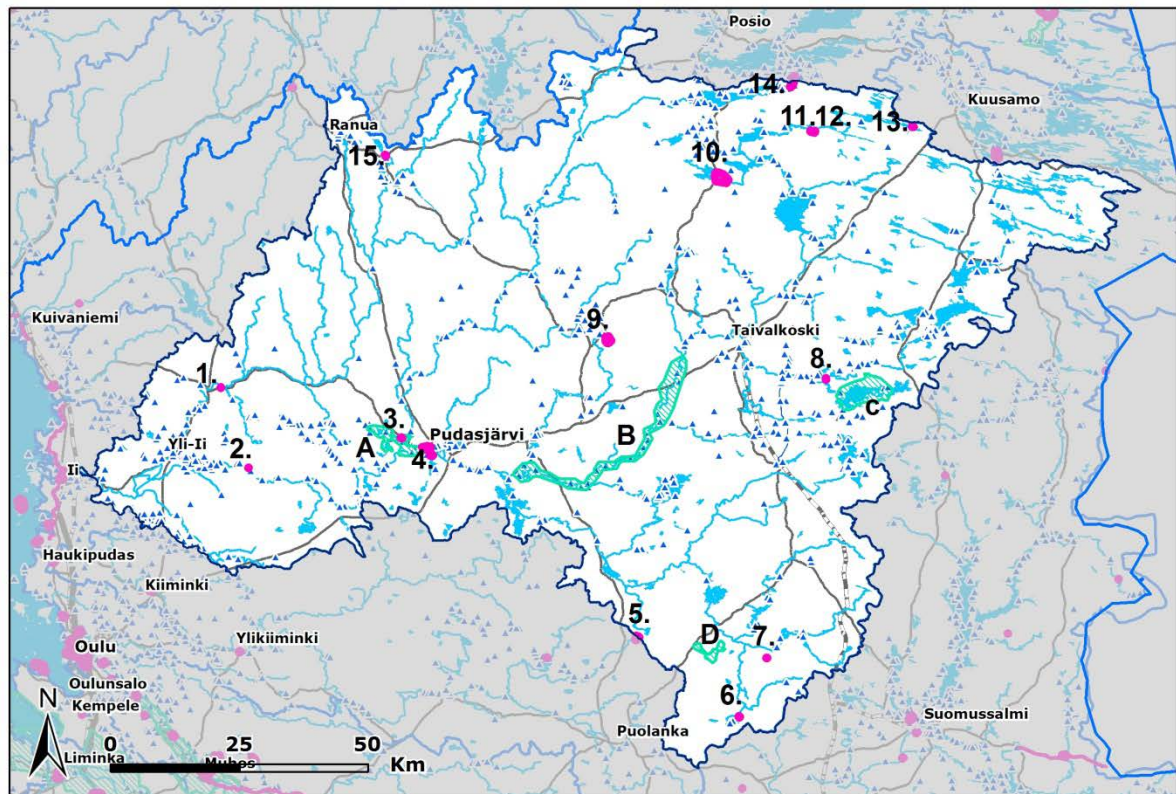 Posio
14.
Kuusamo
11.12.
13.
Ranua
15.
10.
Kuivaniemi
9.
Taivalkoski
8.
1.
c
3.
Pudasjärvi
A
B
Yli-Ii
2.
4.
Ii
Haukipudas
Kiiminki
5.
D
7.
Ylikiiminki
Oulu
Oulunsalo
Kempele
N
6.
Suomussalmi
Puolanka
0 25 50
Km
Liminka
Muhos